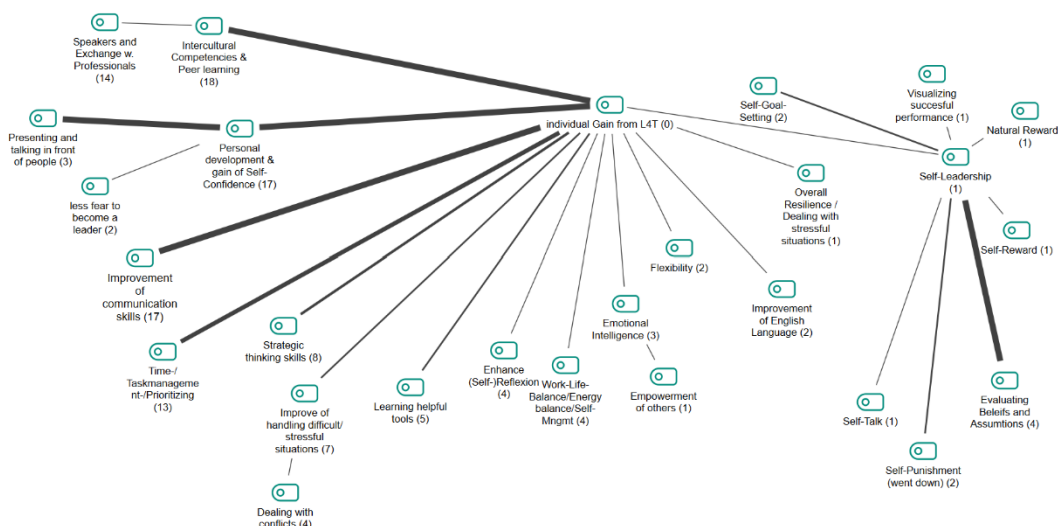 Speakers and
Exchange w.
Professionals
(14)
Intercultural
Competencies &
Peer learning
(18)
Presenting and
talking in front
of people (3)
Personal
development &
gain of Self-
Confidence (17)
less fear to
become a
leader (2)
individual Gain from L4T (0)
Self-Goal-
Setting (2)
Visualizing
succesful
performance (1)
Natural Reward
(1)
Self-Leadership
(1)
Overall
Resilience /
Dealing with
stressful
situations (1)
Self-Reward (1)
Improvement
of
communication
skills (17)
Flexibility (2)
Improvement
of English
Language (2)
Time-/
Taskmanageme
nt-/Prioritizing
(13)
Strategic
thinking skills (8)
Emotional
Intelligence (3)
Enhance
(Self-)Reflexion
(4)
Work-Life-
Balance/Energy
balance/Self-
Mngmt (4)
Empowerment
of others (1)
Improve of
handling difficult/
stressful
situations (7)
Learning helpful
tools (5)
Self-Talk (1)
Evaluating
Beleifs and
Assumtions (4)
Self-Punishment
(went down) (2)
Dealing with
conflicts (4)